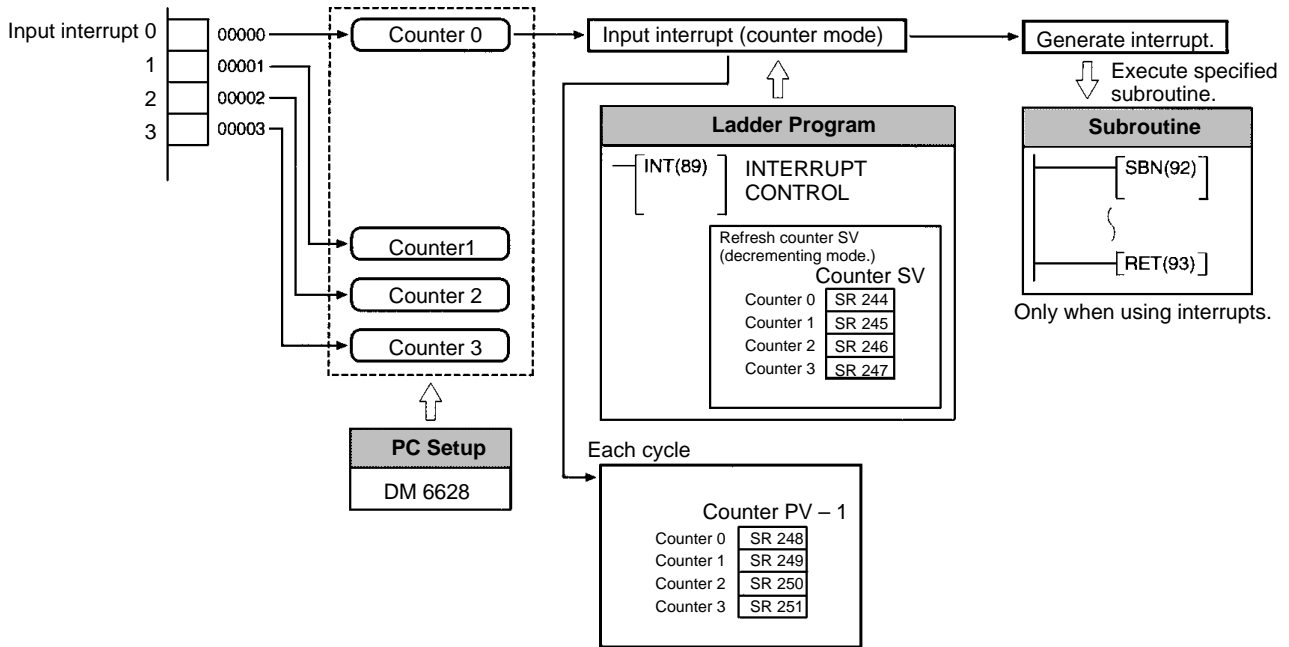 Input interrupt 0 00000 Counter 0 Input interrupt (counter mode) Generate interrupt.
1 00001
2 00002
3 00003
Execute specified
subroutine.
Ladder Program
INT(89) INTERRUPT
CONTROL
Refresh counter SV
(decrementing mode.)
Counter SV
Counter 0 SR 244
Counter 1 SR 245
Counter 2 SR 246
Counter 3 SR 247
Subroutine
SBN(92)
RET(93)
Only when using interrupts.
Counter1
Counter 2
Counter 3
PC Setup
DM 6628
Each cycle
Counter PV – 1
Counter 0 SR 248
Counter 1 SR 249
Counter 2 SR 250
Counter 3 SR 251